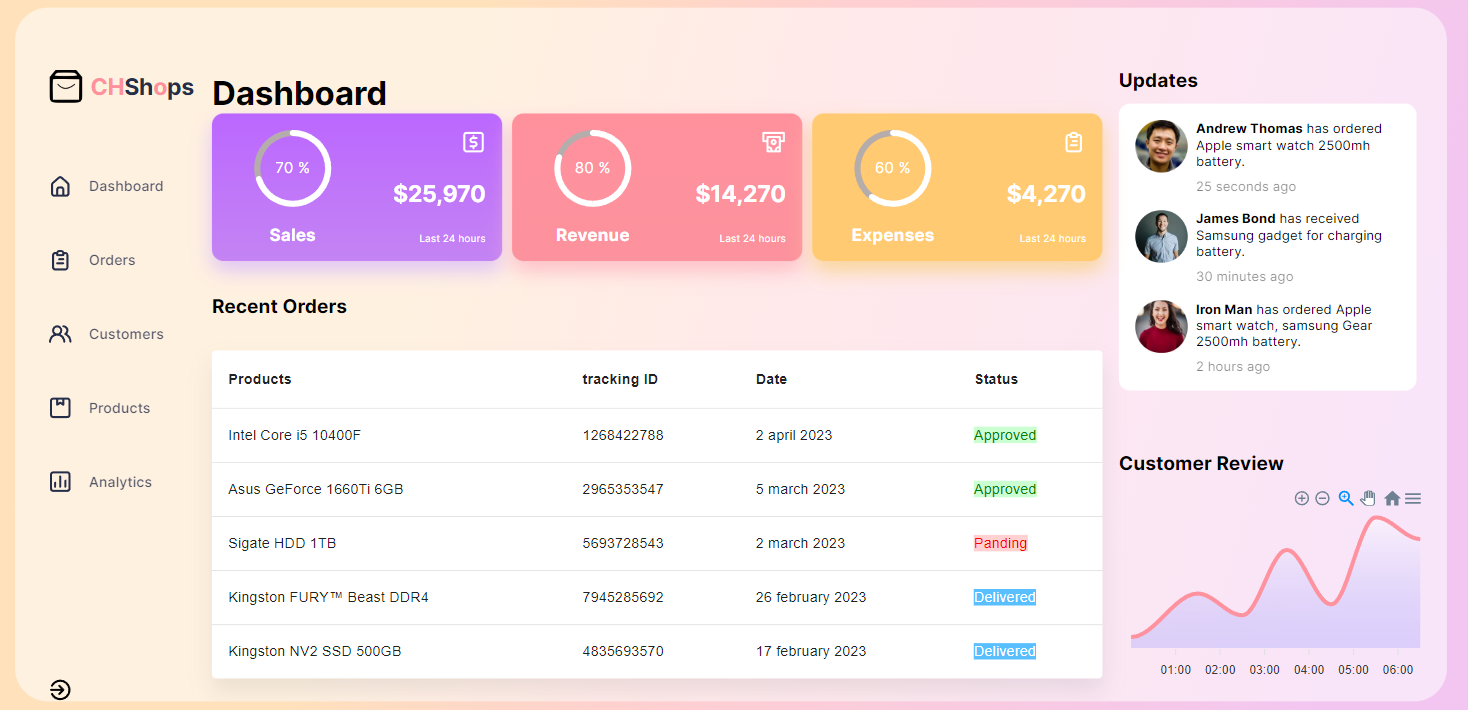 CHShops
Dashboard
Orders
Customers
Products
Analytics
Dashboard
70 %
$25,970
Sales
Last 24 hours
80 %
$14,270
Revenue
Last 24 hours
60 %
$4,270
Expenses
Last 24 hours
Recent Orders
Products tracking ID Date Status
Intel Core i5 10400F 1268422788 2 april 2023 Approved
Asus GeForce 1660Ti 6GB 2965353547 5 march 2023 Approved
Sigate HDD 1TB 5693728543 2 march 2023 Panding
Kingston FURY™ Beast DDR4 7945285692 26 february 2023 Delivered
Kingston NV2 SSD 500GB 4835693570 17 february 2023 Delivered
Updates
Andrew Thomas has ordered
Apple smart watch 2500mh
battery.
25 seconds ago
James Bond has received
Samsung gadget for charging
battery.
30 minutes ago
Iron Man has ordered Apple
smart watch, samsung Gear
2500mh battery.
2 hours ago
Customer Review
01:00 02:00 03:00 04:00 05:00 06:00